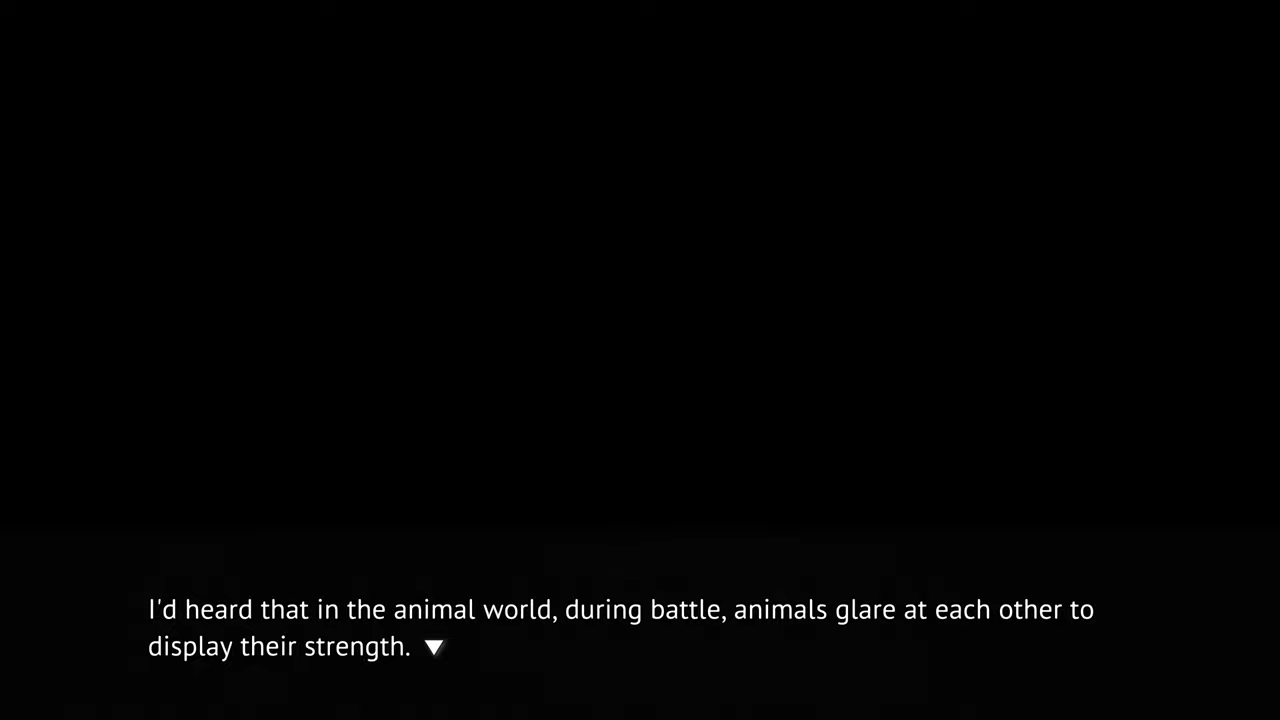 I'd heard that in the animal world, during battle, animals glare at each other to
display their strength.